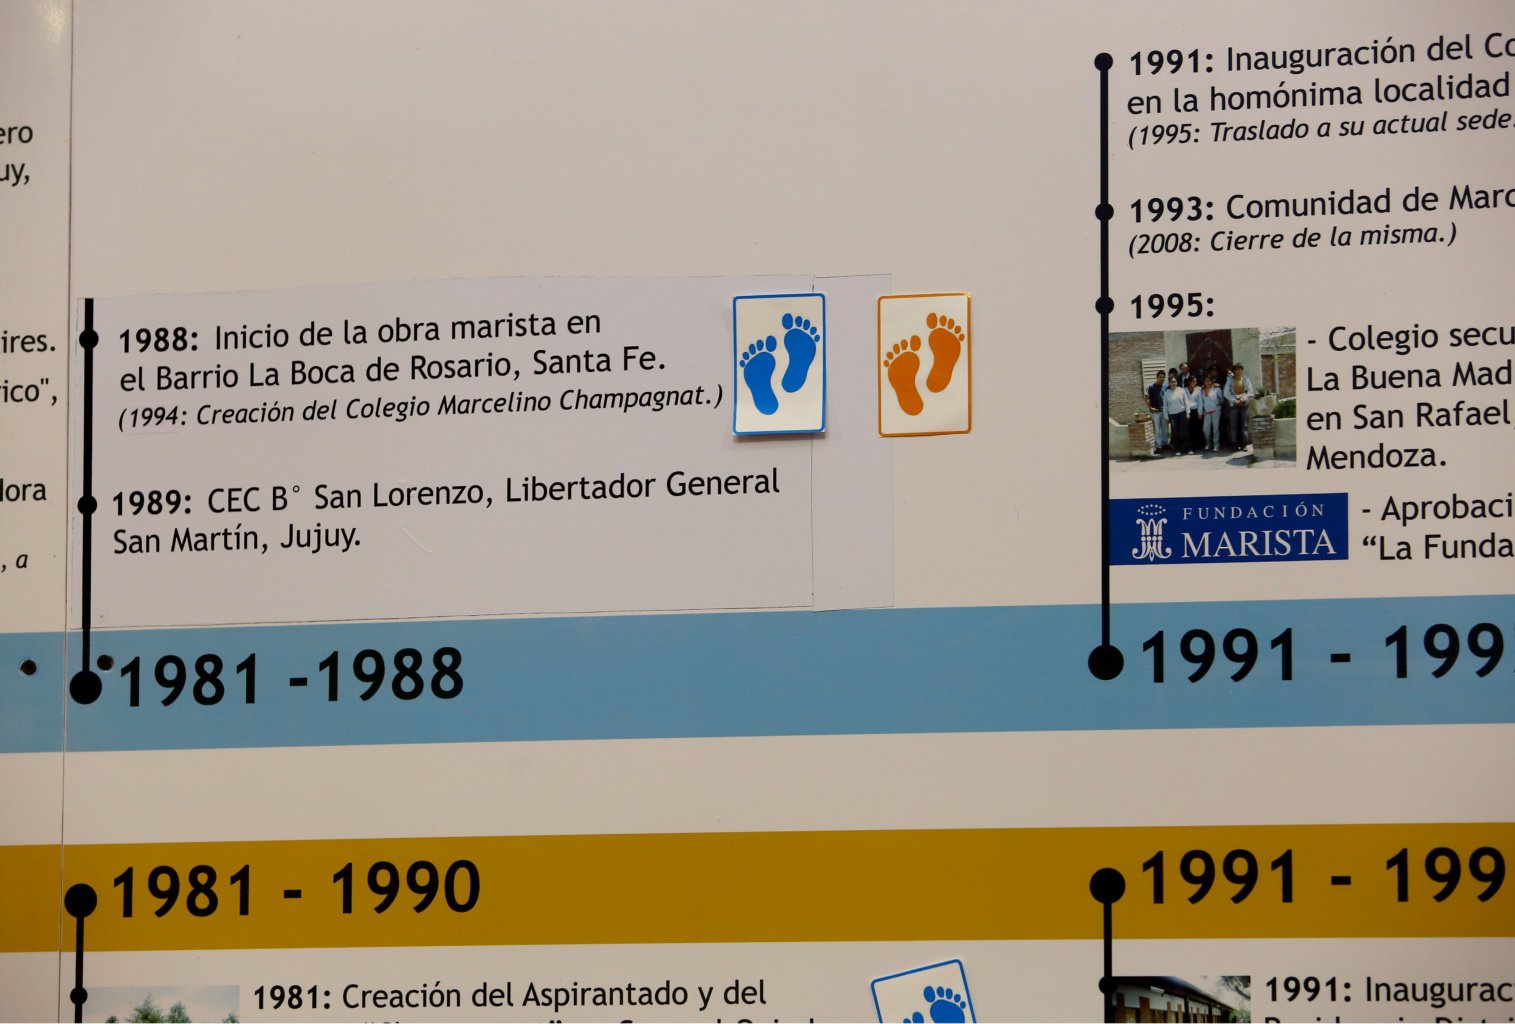 ero
uy,
ires.
ico",
lora
, a
1988: Inicio de la obra marista en
el Barrio La Boca de Rosario, Santa Fe.
(1994: Creación del Colegio Marcelino Champagnat.)
1989: CEC B° San Lorenzo, Libertador General
San Martín, Jujuy.
1991: Inauguración del Co
en la homónima localidad
(1995: Traslado a su actual sede.
1993: Comunidad de Marc
(2008: Cierre de la misma.)
1995:
- Colegio secu
La Buena Mad
en San Rafael,
Mendoza.
FUNDACIÓN
MARISTA
- Aprobaci
“La Funda
1981 -1988
1991 - 199
1981 - 1990
1991 - 199
1981: Creación del Aspirantado y del
1991: Inaugurac